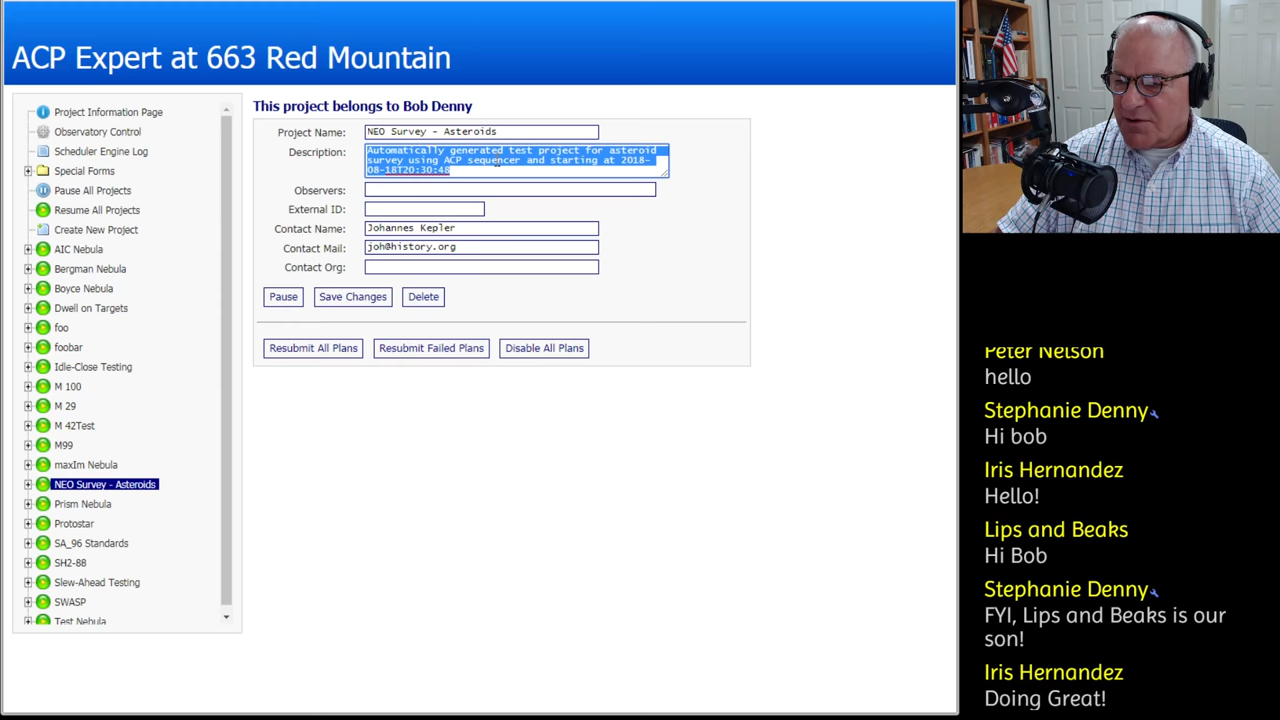 ACP Expert at 663 Red Mountain
Project Information Page
Observatory Control
Scheduler Engine Log
Special Forms
Pause All Projects
Resume All Projects
Create New Project
AIC Nebula
Bergman Nebula
Boyce Nebula
Dwell on Targets
foo
foobar
Idle-Close Testing
M 100
M 29
M 42Test
M99
maxIm Nebula
NEO Survey - Asteroids
Prism Nebula
Protostar
SA_96 Standards
SH2-88
Slew-Ahead Testing
SWASP
Test Nebula
This project belongs to Bob Denny
Project Name: NEO Survey - Asteroids
Description: Automatically generated test project for asteroid
survey using ACP sequencer and starting at 2018-
08-18T20:30:48
Observers:
External ID:
Contact Name: Johannes Kepler
Contact Mail: joh@history.org
Contact Org:
Pause Save Changes Delete
Resubmit All Plans Resubmit Failed Plans Disable All Plans
Peter Nelson
hello
Stephanie Denny
Hi bob
Iris Hernandez
Hello!
Lips and Beaks
Hi Bob
Stephanie Denny
FYI, Lips and Beaks is our
son!
Iris Hernandez
Doing Great!